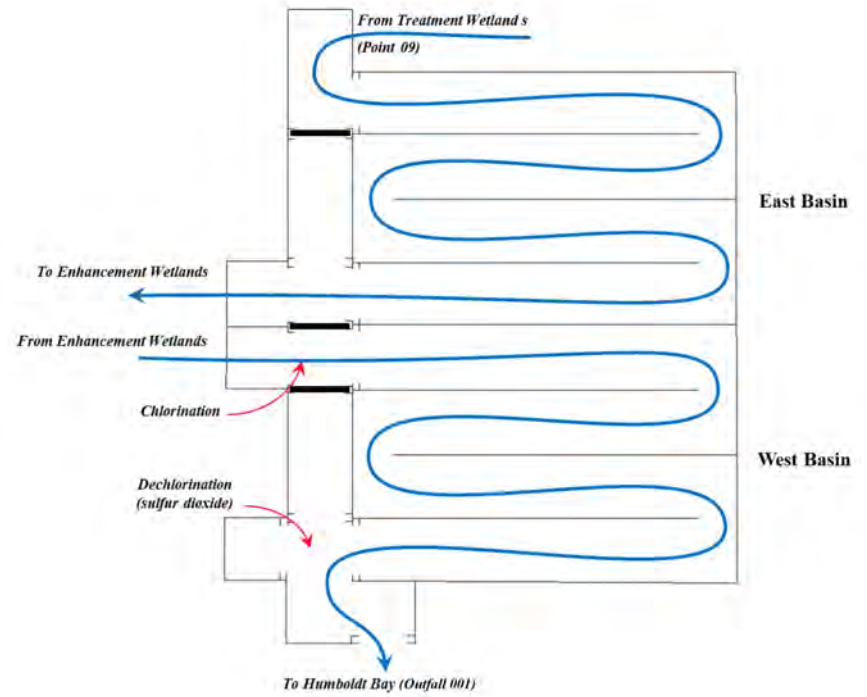 From Treatment Wetland s
(Point 09)
East Basin
To Enhancement Wetlands
From Enhancement Wetlands
Chlorination
West Basin
Dechlorination
(sulfur dioxide)
To Humboldt Bay (Outfall 001)